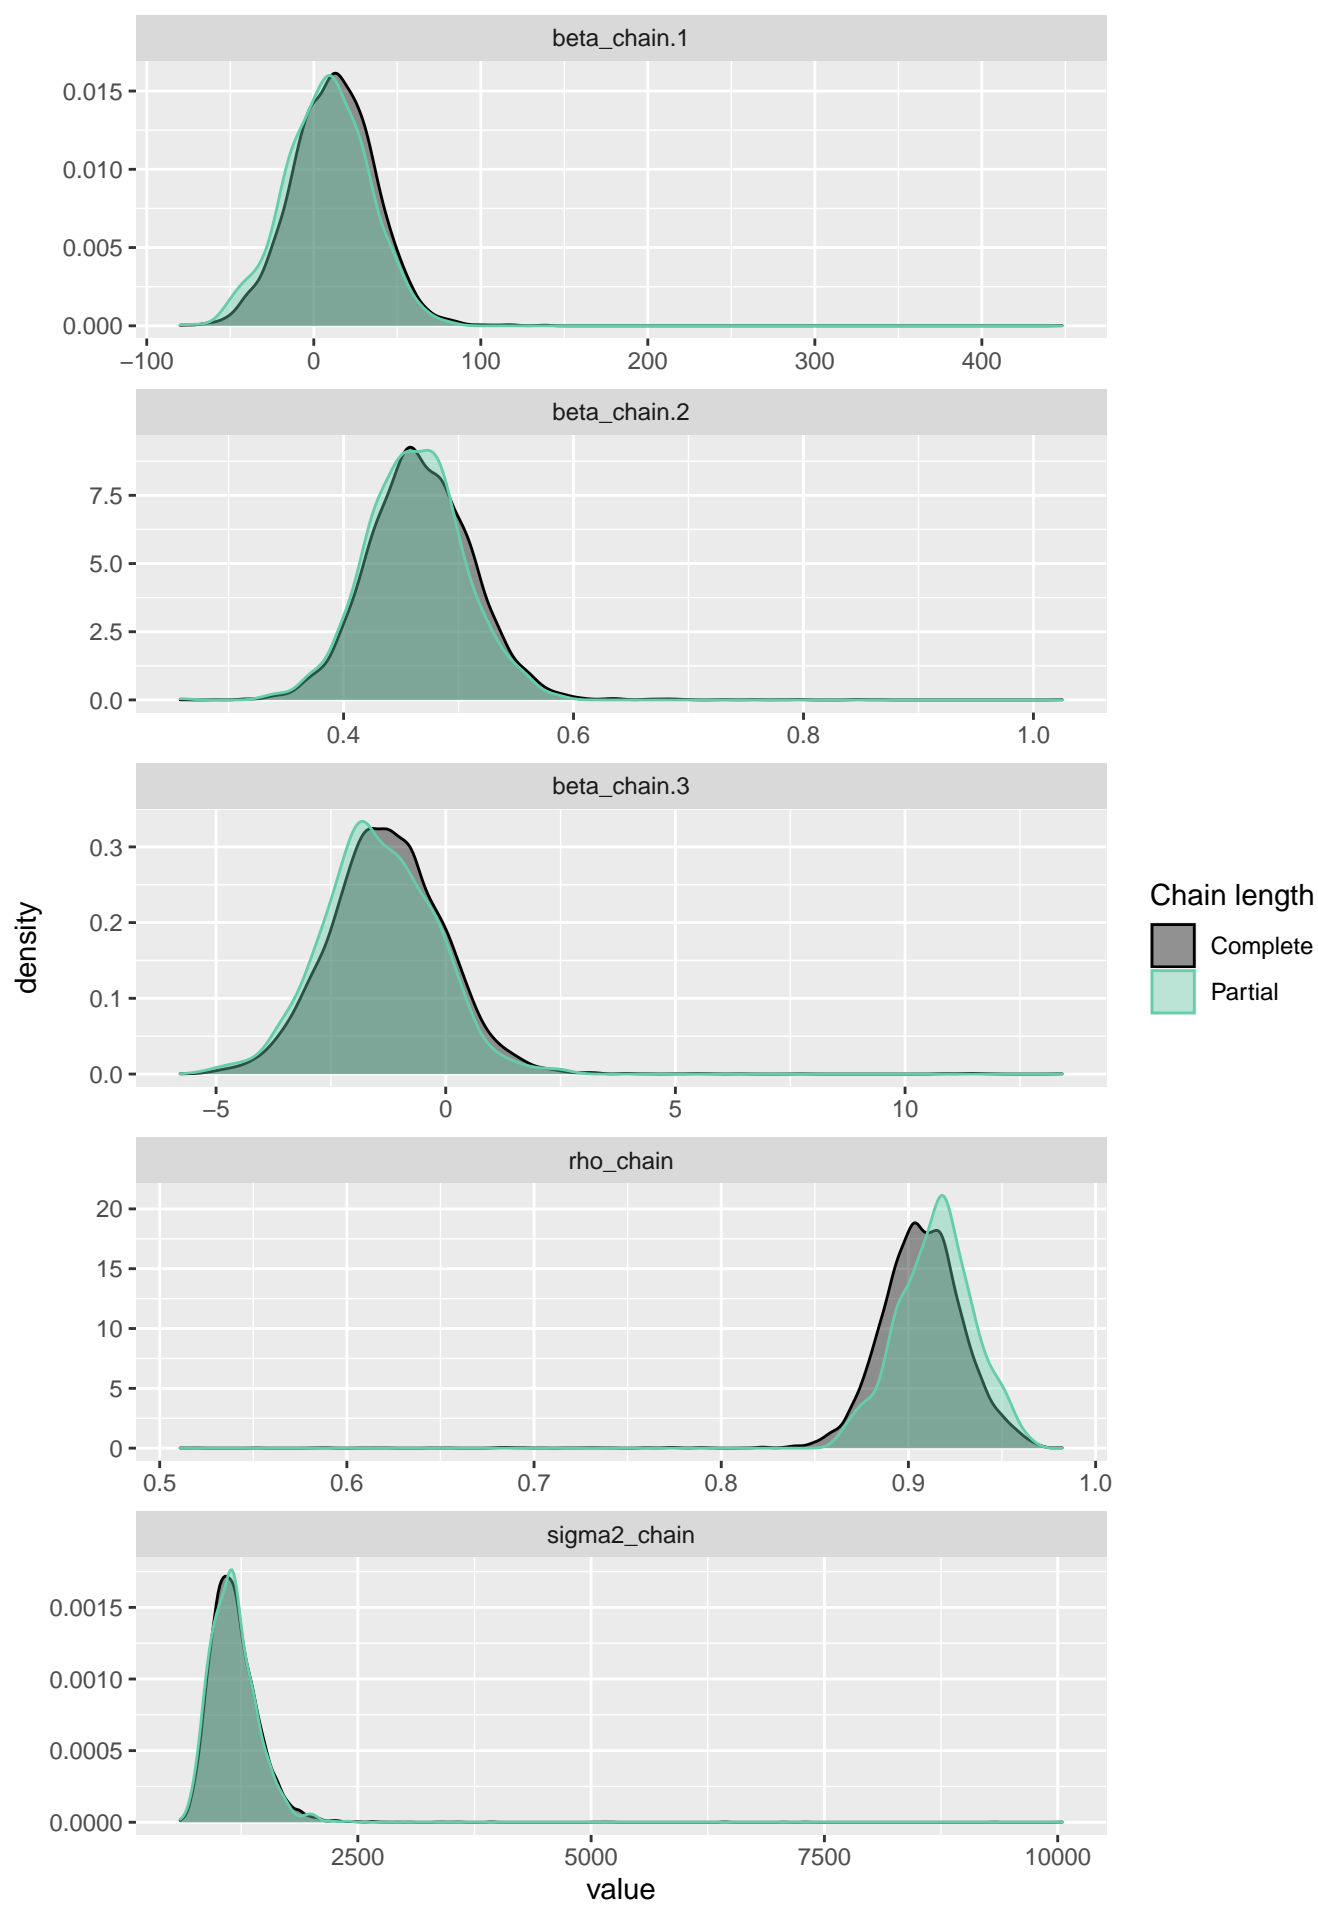 beta_chain.1
0.015
0.010
0.005
0.000
−100 0 100 200 300 400
beta_chain.2
7.5
5.0
2.5
0.0
0.4 0.6 0.8 1.0
beta_chain.3
0.3
0.2
0.1
0.0
−5 0 5 10
rho_chain
20
15
10
5
0
0.5 0.6 0.7 0.8 0.9 1.0
sigma2_chain
0.0015
0.0010
0.0005
0.0000
2500 5000 7500 10000
value
density
Chain length
Complete
Partial